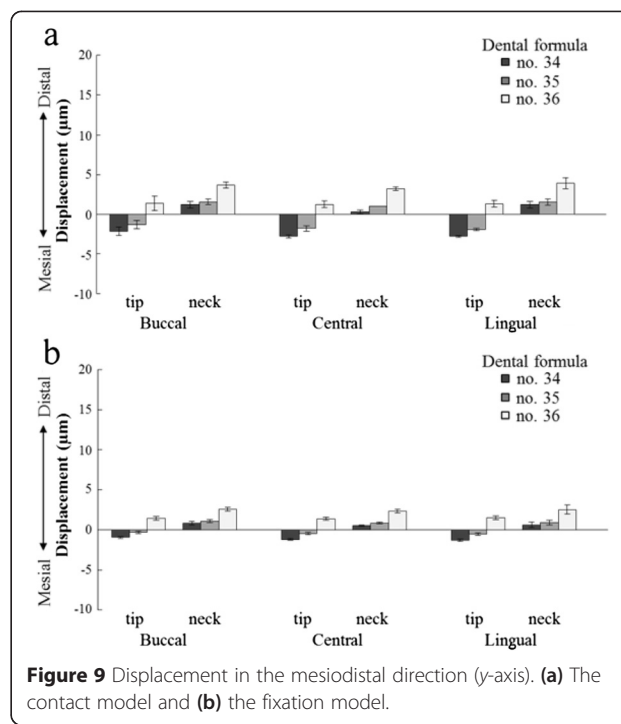 a
Dental formula
no. 34
no. 35
no. 36
Mesial
Distal
Displacement (μm)
20
15
10
5
0
-5
-10
tip neck tip neck tip neck
Buccal Central Lingual
b
Dental formula
no. 34
no. 35
no. 36
Mesial
Distal
Displacement (μm)
20
15
10
5
0
-5
-10
tip neck tip neck tip neck
Buccal Central Lingual
Figure 9 Displacement in the mesiodistal direction (y-axis). (a) The
contact model and (b) the fixation model.